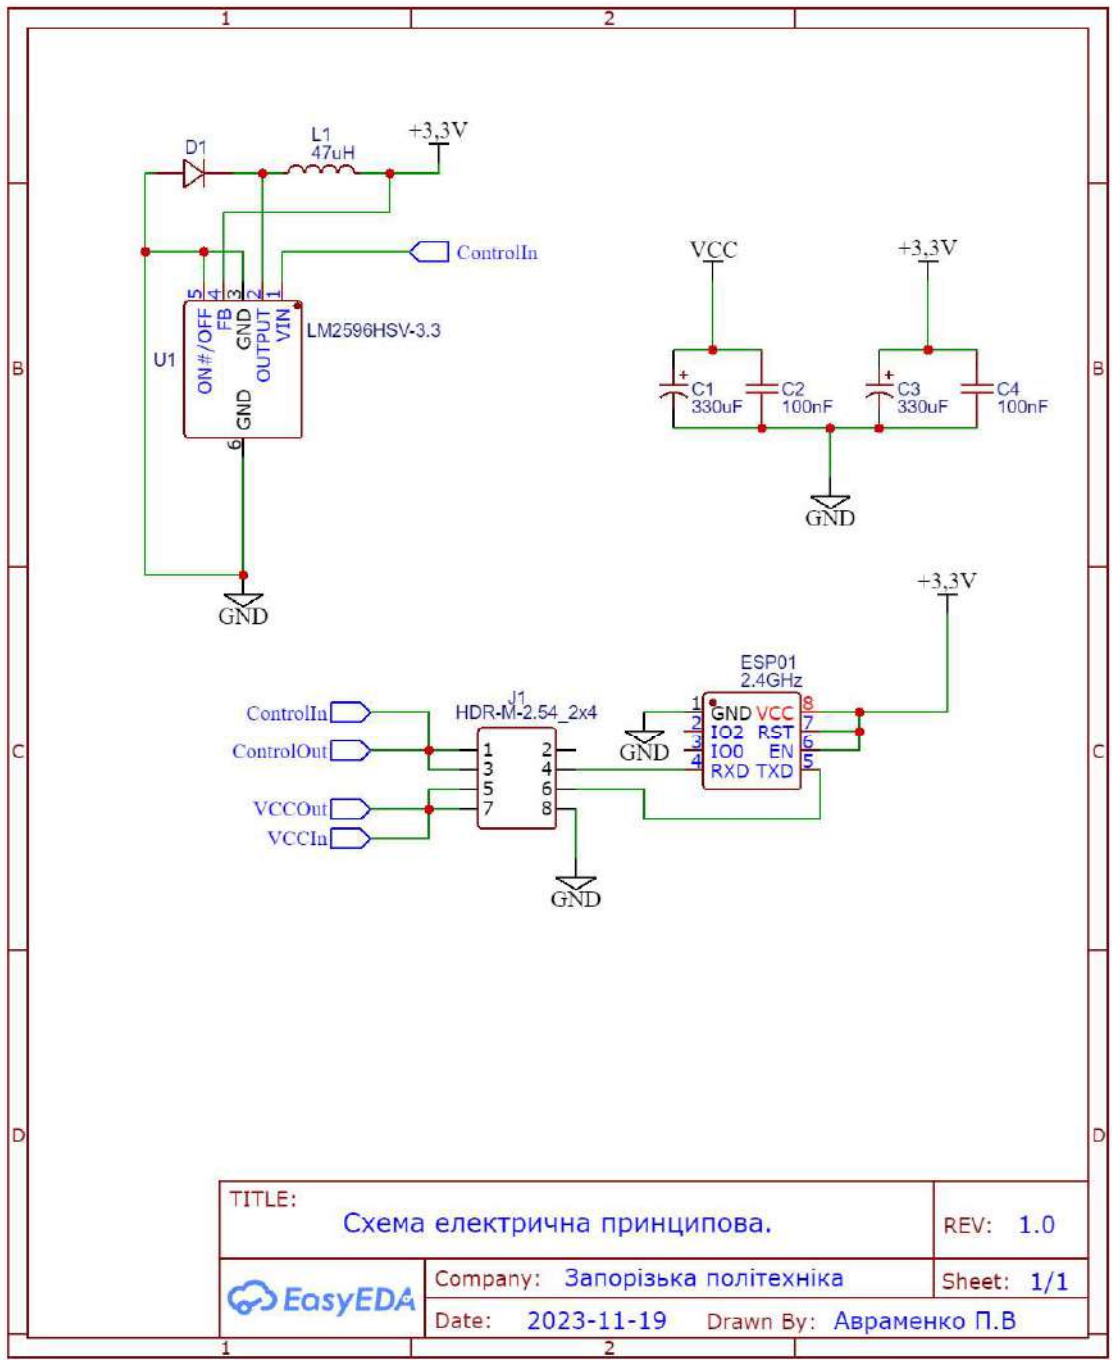 1
2
+3,3V
L1
47uH
D1
ControlIn
VCC
+3,3V
5
4
3
2
1
ON#/OFF
FB
GND
OUTPUT
VIN
LM2596HSV-3.3
U1
GND
6
B
B
C1
330uF
C2
100nF
C3
330uF
C4
100nF
GND
GND
+3,3V
ESP01
2.4GHz
J1
HDR-M-2.54_2x4
ControlIn
ControlOut
VCCOut
VCCIn
1 2
3 4
5 6
7 8
GND
1 GND VCC 8
2 IO2 RST 7
3 IO0 EN 6
4 RXD TXD 5
C
C
GND
D
D
TITLE:
Схема електрична принципова.
REV: 1.0
EasyEDA
Company: Запорізька політехніка
Sheet: 1/1
Date: 2023-11-19 Drawn By: Авраменко П.В
1
2